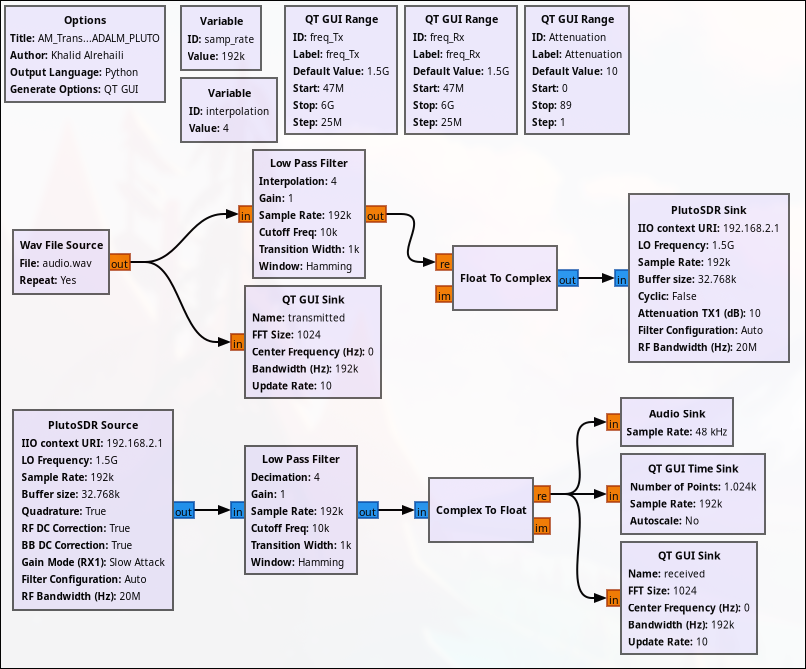 Options
Title: AM_Trans...ADALM_PLUTO
Author: Khalid Alrehaili
Output Language: Python
Generate Options: QT GUI
Variable
ID: samp_rate
Value: 192k
Variable
ID: interpolation
Value: 4
QT GUI Range
ID: freq_Tx
Label: freq_Tx
Default Value: 1.5G
Start: 47M
Stop: 6G
Step: 25M
QT GUI Range
ID: freq_Rx
Label: freq_Rx
Default Value: 1.5G
Start: 47M
Stop: 6G
Step: 25M
QT GUI Range
ID: Attenuation
Label: Attenuation
Default Value: 10
Start: 0
Stop: 89
Step: 1
Wav File Source
File: audio.wav
Repeat: Yes
out
in
Low Pass Filter
Interpolation: 4
Gain: 1
Sample Rate: 192k
Cutoff Freq: 10k
Transition Width: 1k
Window: Hamming
out
in
QT GUI Sink
Name: transmitted
FFT Size: 1024
Center Frequency (Hz): 0
Bandwidth (Hz): 192k
Update Rate: 10
re
im
Float To Complex
out
in
PlutoSDR Sink
IIO context URI: 192.168.2.1
LO Frequency: 1.5G
Sample Rate: 192k
Buffer size: 32.768k
Cyclic: False
Attenuation TX1 (dB): 10
Filter Configuration: Auto
RF Bandwidth (Hz): 20M
PlutoSDR Source
IIO context URI: 192.168.2.1
LO Frequency: 1.5G
Sample Rate: 192k
Buffer size: 32.768k
Quadrature: True
RF DC Correction: True
BB DC Correction: True
Gain Mode (RX1): Slow Attack
Filter Configuration: Auto
RF Bandwidth (Hz): 20M
out
in
Low Pass Filter
Decimation: 4
Gain: 1
Sample Rate: 192k
Cutoff Freq: 10k
Transition Width: 1k
Window: Hamming
out
in
Complex To Float
re
im
in
Audio Sink
Sample Rate: 48 kHz
in
QT GUI Time Sink
Number of Points: 1.024k
Sample Rate: 192k
Autoscale: No
in
QT GUI Sink
Name: received
FFT Size: 1024
Center Frequency (Hz): 0
Bandwidth (Hz): 192k
Update Rate: 10